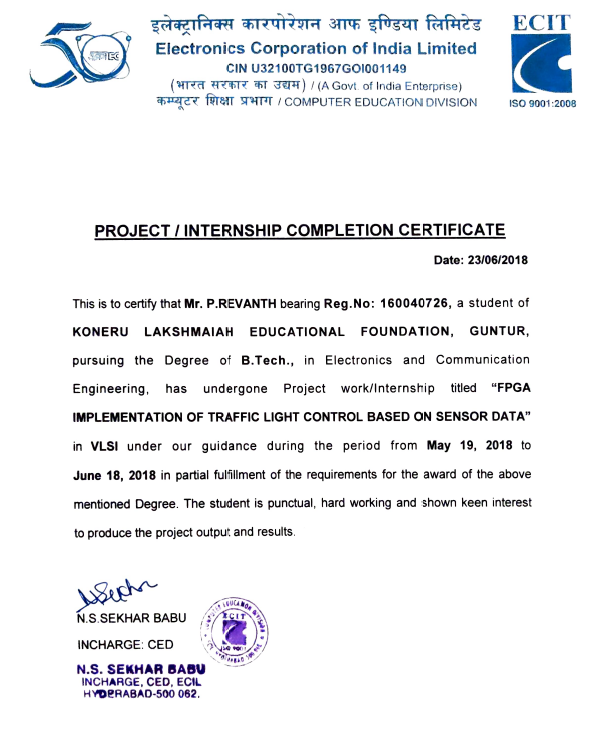 इलेक्ट्रानिक्स कारपोरेशन आफ इण्डिया लिमिटेड
Electronics Corporation of India Limited
CIN U32100TG1967GOI001149
(भारत सरकार का उद्यम) / (A Govt. of India Enterprise)
कम्प्यूटर शिक्षा प्रभाग / COMPUTER EDUCATION DIVISION
50
ECIT
ISO 9001:2008
PROJECT / INTERNSHIP COMPLETION CERTIFICATE
Date: 23/06/2018
This is to certify that Mr. P.REVANTH bearing Reg.No: 160040726, a student of
KONERU LAKSHMAIAH EDUCATIONAL FOUNDATION, GUNTUR,
pursuing the Degree of B.Tech., in Electronics and Communication
Engineering, has undergone Project work/Internship titled “FPGA
IMPLEMENTATION OF TRAFFIC LIGHT CONTROL BASED ON SENSOR DATA”
in VLSI under our guidance during the period from May 19, 2018 to
June 18, 2018 in partial fulfillment of the requirements for the award of the above
mentioned Degree. The student is punctual, hard working and shown keen interest
to produce the project output and results.
N.S.SEKHAR BABU
INCHARGE: CED
N.S. SEKHAR BABU
INCHARGE, CED, ECIL
HYDERABAD-500 062.
COMPUTER EDUCATION DIVISION
ECIT
ISO 9001